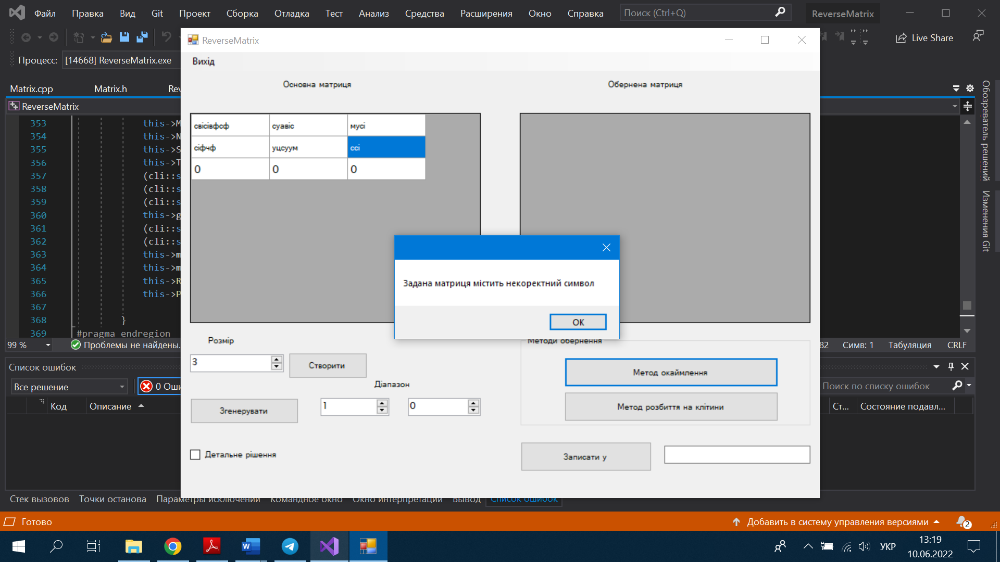 Файл Правка Вид Git Проект Сборка Отладка Тест Анализ Средства Расширения Окно Справка Поиск (Ctrl+Q) ReverseMatrix
Live Share
Процесс: [14668] ReverseMatrix.exe
Matrix.cpp Matrix.h
ReverseMatrix
353 this->M
354 this->N
355 this->S
356 this->T
357 (cli::s
358 (cli::s
359 (cli::s
360 this->g
361 (cli::s
362 (cli::s
363 this->m
364 this->m
365 this->R
366 this->P
367
368 }
369 #pragma endregion
99 % Проблемы не найдены. 82 Симв: 1 Табуляция CRLF
ReverseMatrix
Вихід
Основна матриця Обернена матриця
свісівфсф суавіс мусі
сіфчф уцсуум ссі
0 0 0
Задана матриця містить некоректний символ
OK
Розмір
3 Створити
Діапазон
Згенерувати 1 0
Детальне рішення
Методи обернення
Метод окаймлення
Метод розбиття на клітини
Записати у
Обозреватель решений
Изменения Git
Список ошибок
Все решение 0 Оши Поиск по списку ошибок
Код Описание Ст... Состояние подавл...
Стек вызовов Точки останова Параметры исключений Командное окно Окно интерпретации Вывод Список ошибок
Готово Добавить в систему управления версиями 2
УКР 13:19
10.06.2022